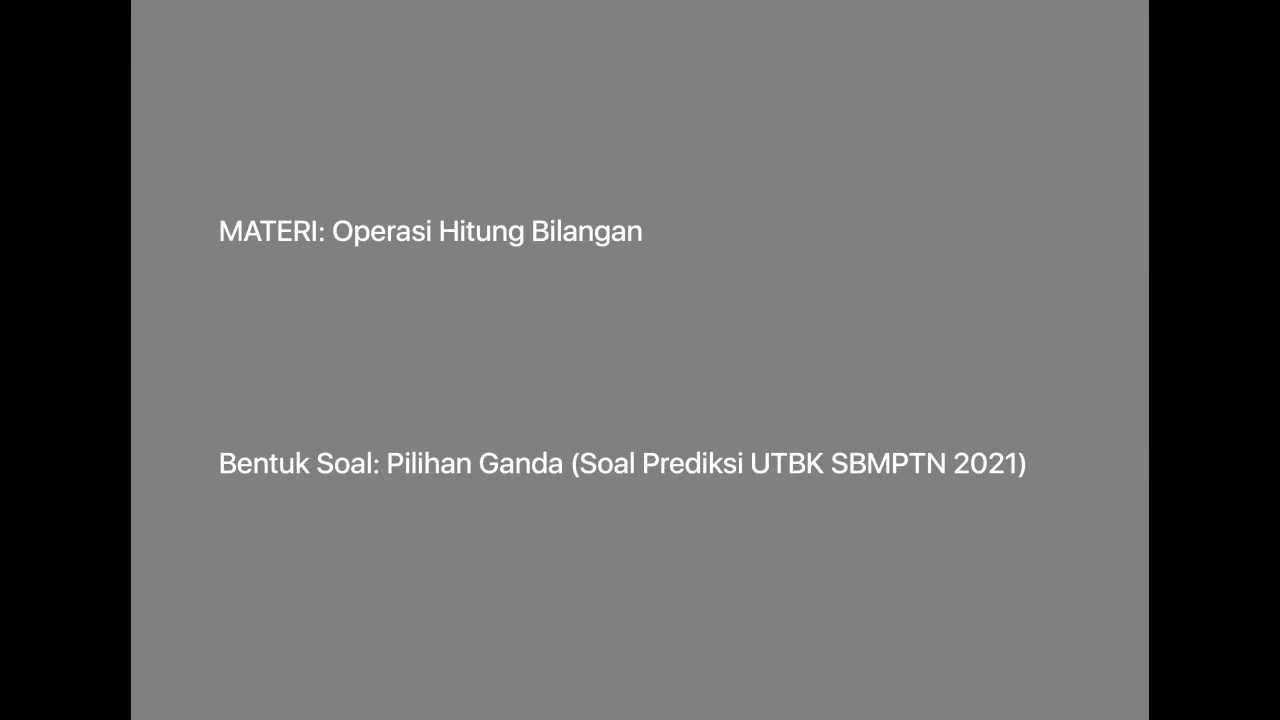 MATERI: Operasi Hitung Bilangan
Bentuk Soal: Pilihan Ganda (Soal Prediksi UTBK SBMPTN 2021)